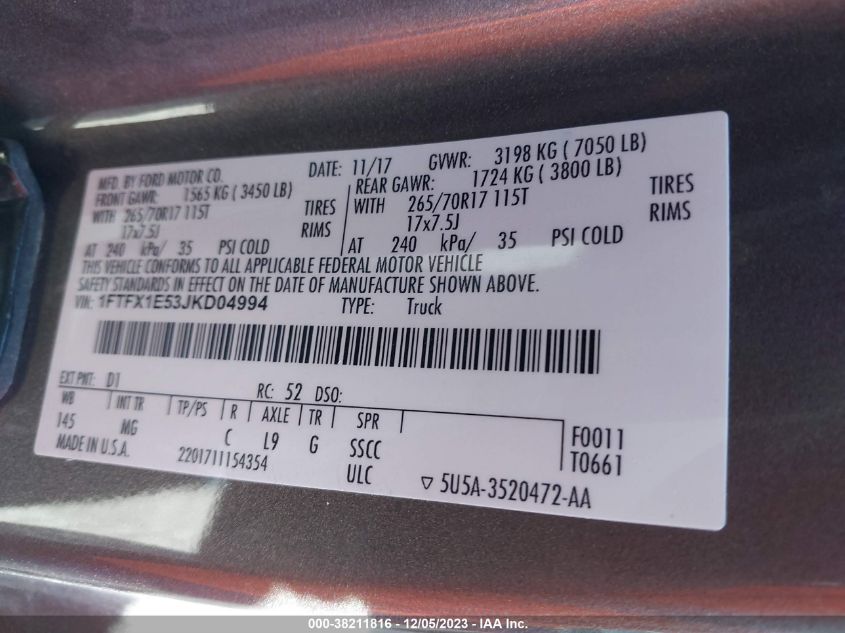 MFD. BY FORD MOTOR CO. DATE: 11/17 GVWR: 3198 KG ( 7050 LB)
FRONT GAWR: 1565 KG ( 3450 LB) REAR GAWR: 1724 KG ( 3800 LB)
WITH 265/70R17 115T TIRES WITH 265/70R17 115T TIRES
17x7.5J RIMS 17x7.5J RIMS
AT 240 kPa/ 35 PSI COLD AT 240 kPa/ 35 PSI COLD
THIS VEHICLE CONFORMS TO ALL APPLICABLE FEDERAL MOTOR VEHICLE
SAFETY STANDARDS IN EFFECT ON THE DATE OF MANUFACTURE SHOWN ABOVE.
VIN: 1FTFX1E53JKD04994 TYPE: Truck
EXT PNT: D1 RC: 52 DSO:
WB INT TR TP/PS R AXLE TR SPR
145 MG C L9 G SSCC F0011
MADE IN U.S.A. 2201711154354 ULC T0661
5U5A-3520472-AA
000-38211816 - 12/05/2023 - IAA Inc.